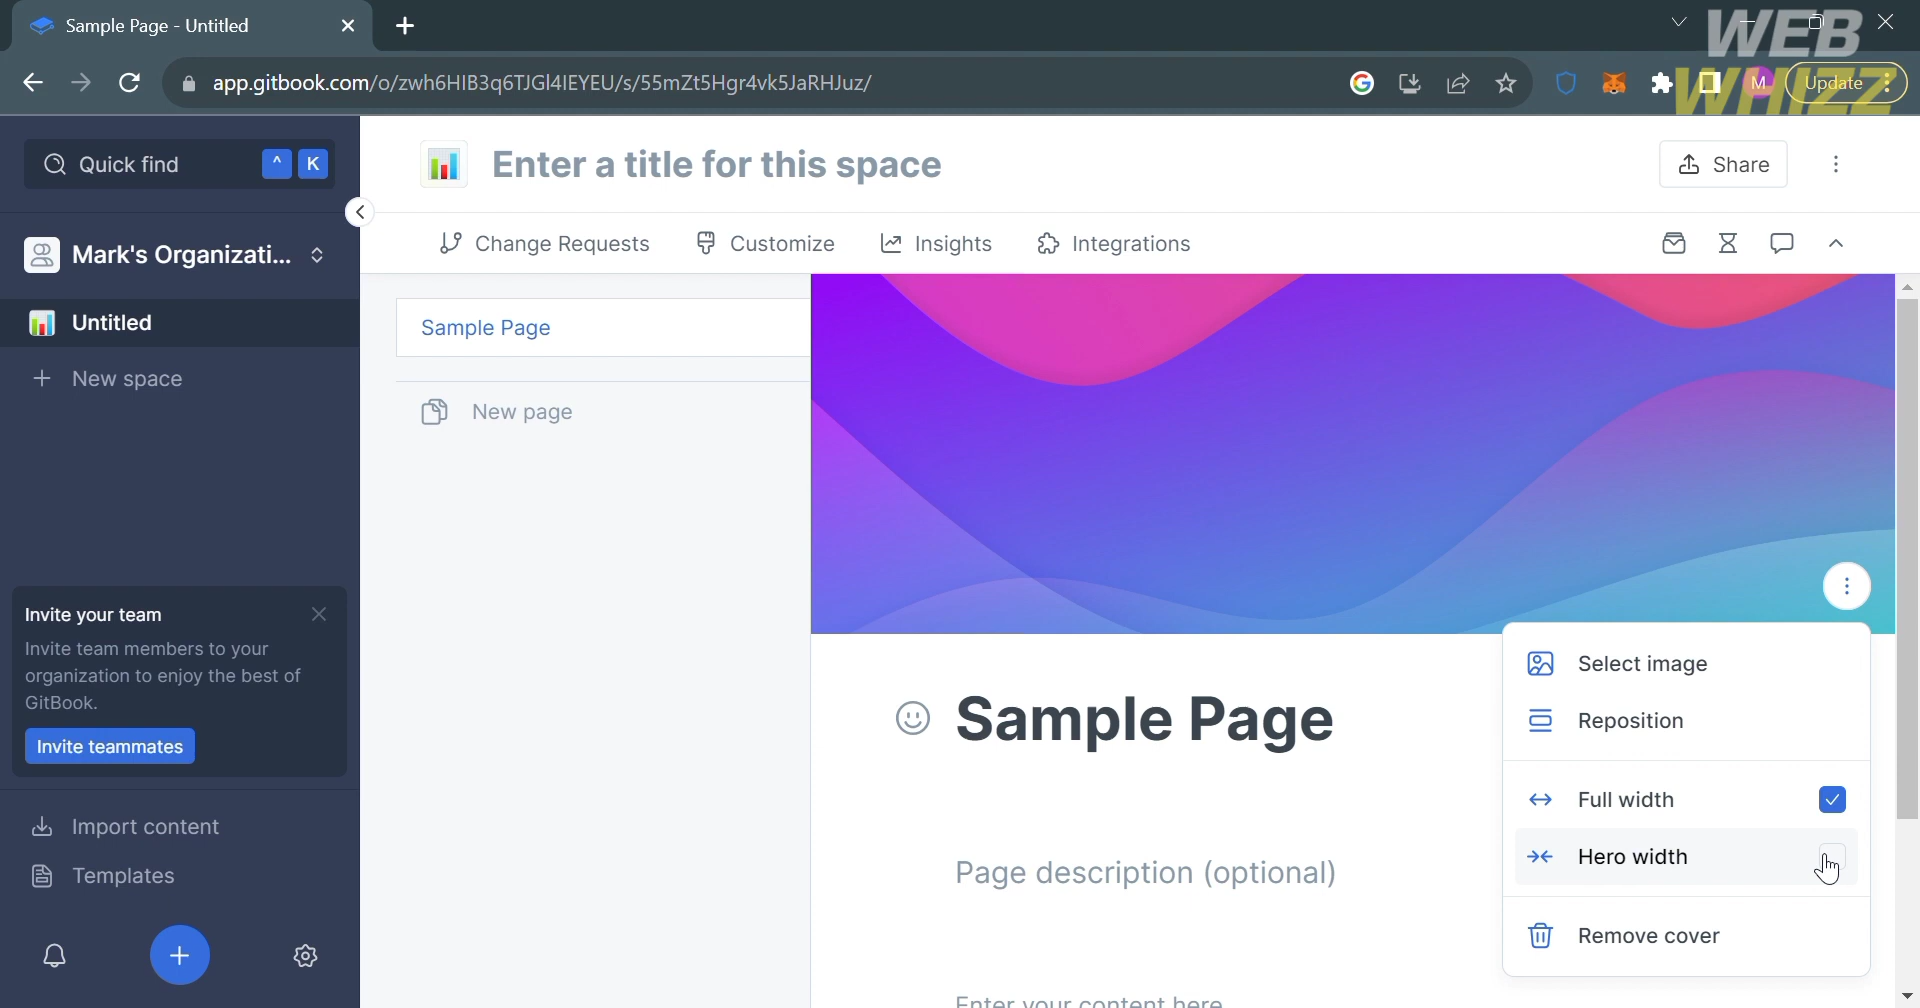 Sample Page - Untitled
WEB
WHIZZ
app.gitbook.com/o/zwh6HIB3q6TJGl4IEYEU/s/55mZt5Hgr4vk5JaRHJuz/
M
Update
Quick find
^ K
Enter a title for this space
Share
Mark's Organizati...
Change Requests
Customize
Insights
Integrations
Untitled
New space
Sample Page
New page
Invite your team
Invite team members to your
organization to enjoy the best of
GitBook.
Invite teammates
Import content
Templates
Sample Page
Page description (optional)
Enter your content here
Select image
Reposition
Full width
Hero width
Remove cover